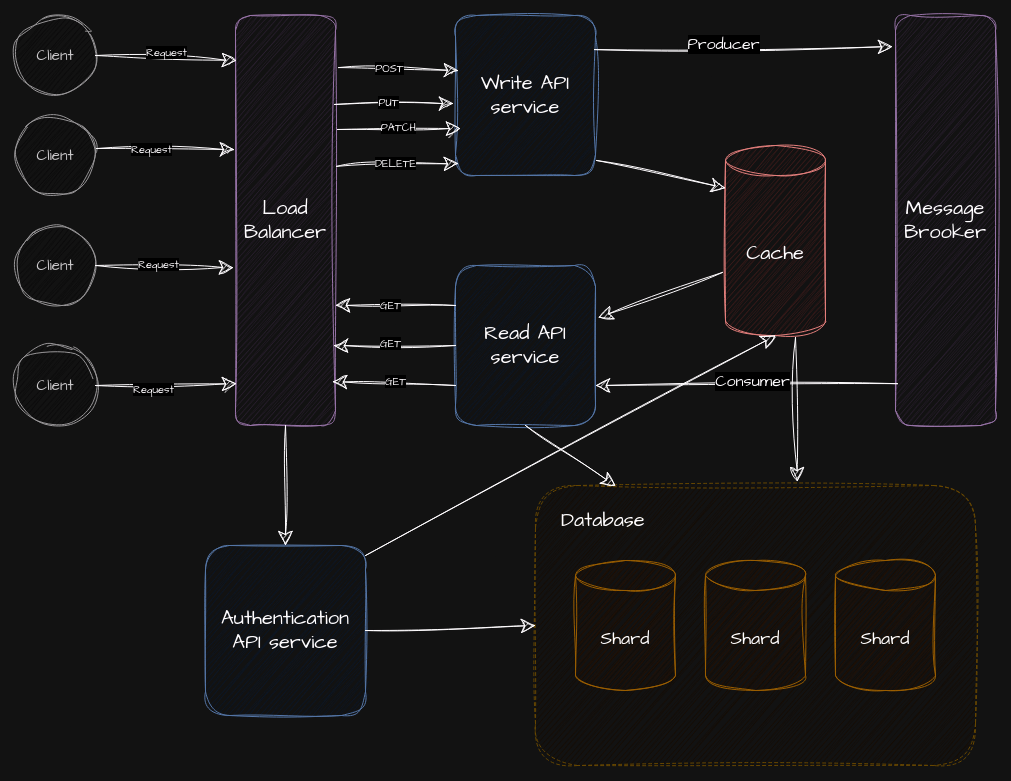 Client
Request
Client
Request
Client
Request
Client
Request
Load
Balancer
POST
PUT
PATCH
DELETE
GET
GET
GET
Write API
service
Read API
service
Producer
Cache
Consumer
Message
Brooker
Authentication
API service
Database
Shard
Shard
Shard